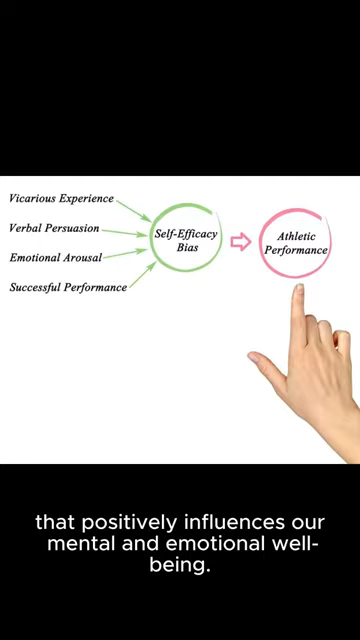 Vicarious Experience
Verbal Persuasion
Emotional Arousal
Successful Performance
Self-Efficacy
Bias
Athletic
Performance
that positively influences our
mental and emotional well-
being.